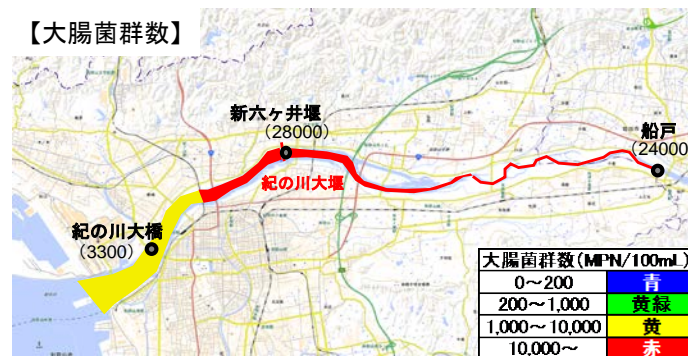 【大腸菌群数】
新六ヶ井堰
(28000)
船戸
(24000)
紀の川大堰
紀の川大橋
(3300)
大腸菌群数(MPN/100mL)
0～200 青
200～1,000 黄緑
1,000～10,000 黄
10,000～ 赤